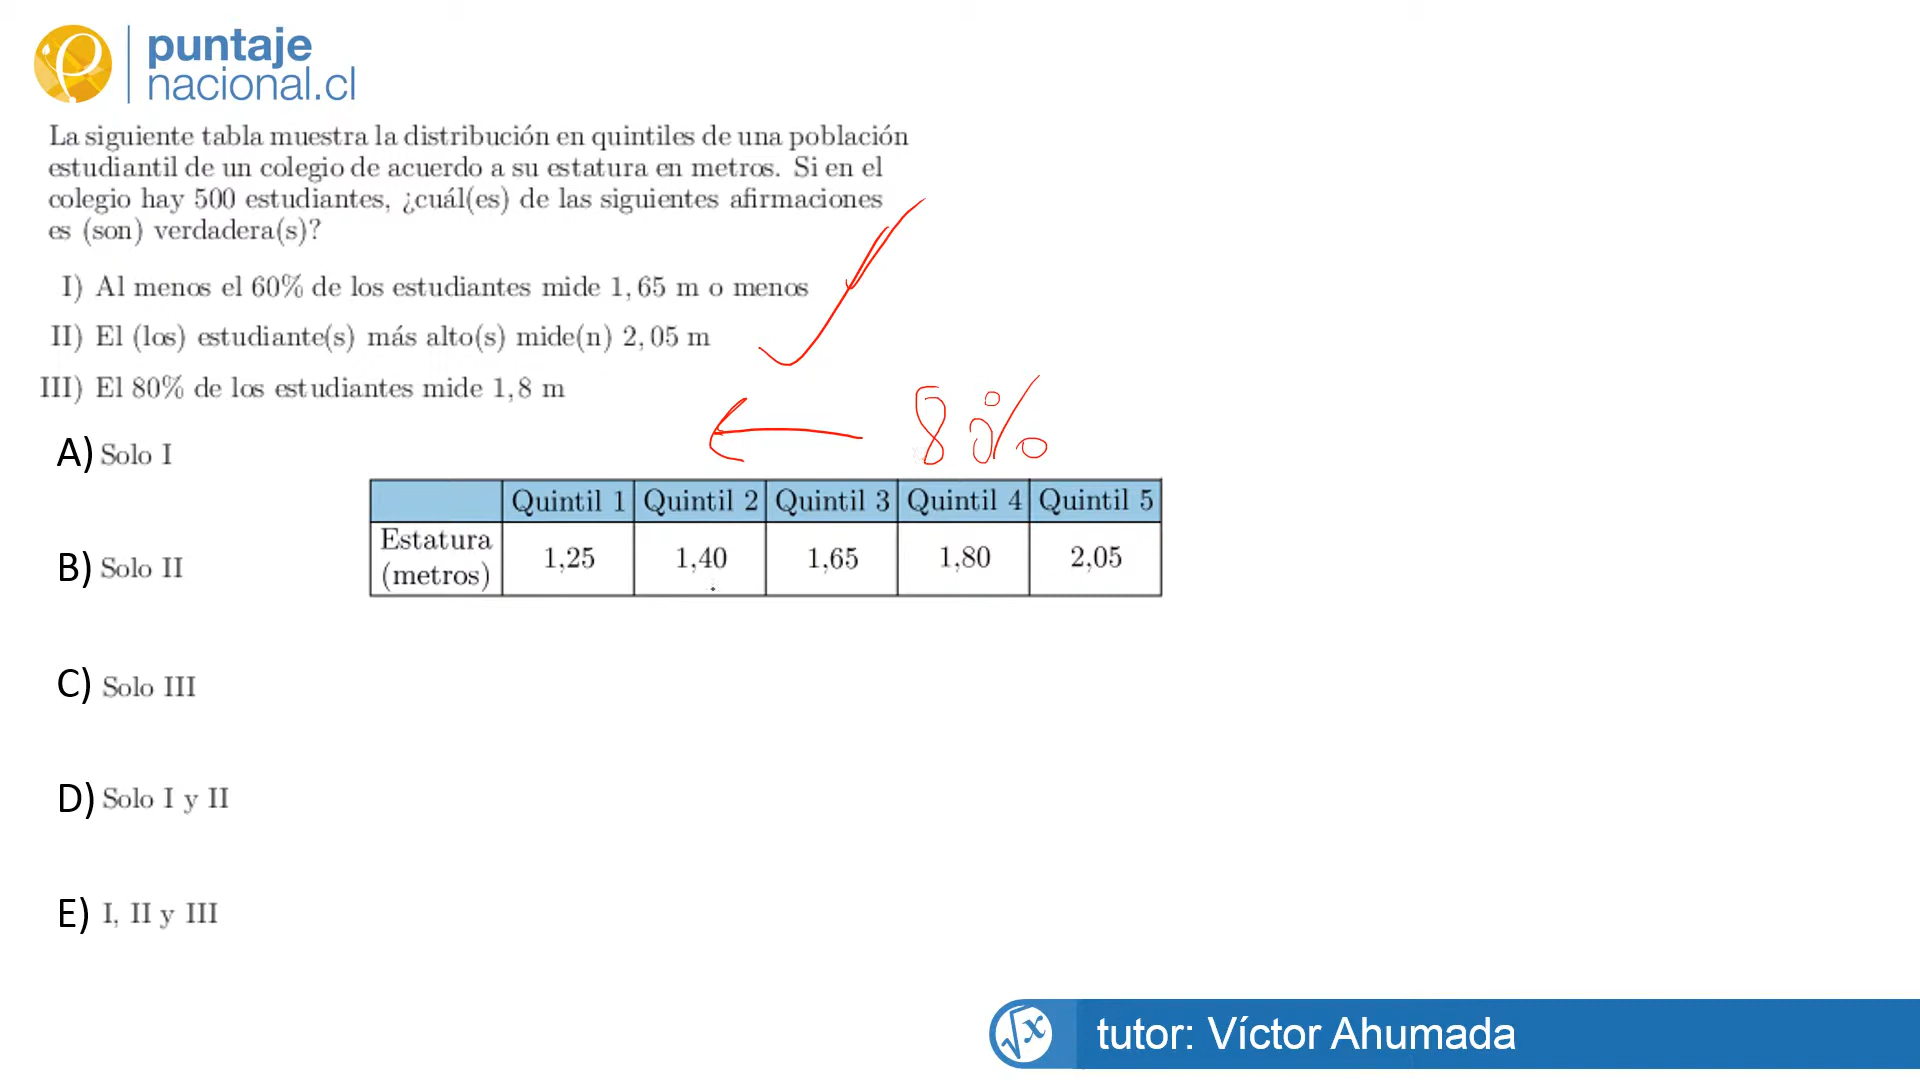 puntaje
nacional.cl
La siguiente tabla muestra la distribución en quintiles de una población
estudiantil de un colegio de acuerdo a su estatura en metros. Si en el
colegio hay 500 estudiantes, ¿cuál(es) de las siguientes afirmaciones
es (son) verdadera(s)?
I) Al menos el 60% de los estudiantes mide 1, 65 m o menos
II) El (los) estudiante(s) más alto(s) mide(n) 2, 05 m
III) El 80% de los estudiantes mide 1, 8 m
80%
A) Solo I
Quintil 1 Quintil 2 Quintil 3 Quintil 4 Quintil 5
Estatura
(metros) 1,25 1,40 1,65 1,80 2,05
B) Solo II
C) Solo III
D) Solo I y II
E) I, II y III
√x
tutor: Víctor Ahumada